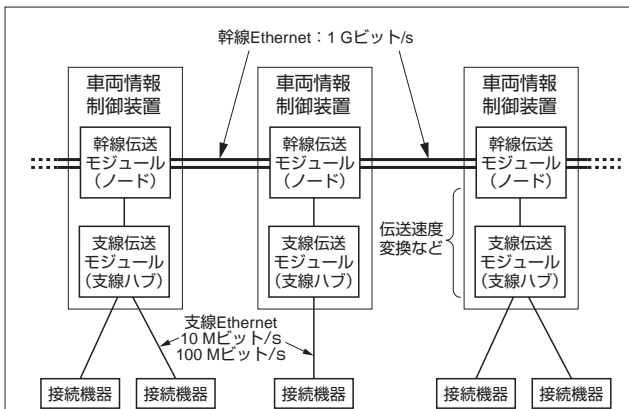 幹線Ethernet：1 Gビット/s
車両情報
制御装置
幹線伝送
モジュール
（ノード）
支線伝送
モジュール
（支線ハブ）
車両情報
制御装置
幹線伝送
モジュール
（ノード）
支線伝送
モジュール
（支線ハブ）
車両情報
制御装置
幹線伝送
モジュール
（ノード）
伝送速度
変換など
支線伝送
モジュール
（支線ハブ）
支線Ethernet
10 Mビット/s
100 Mビット/s
接続機器
接続機器
接続機器
接続機器
接続機器